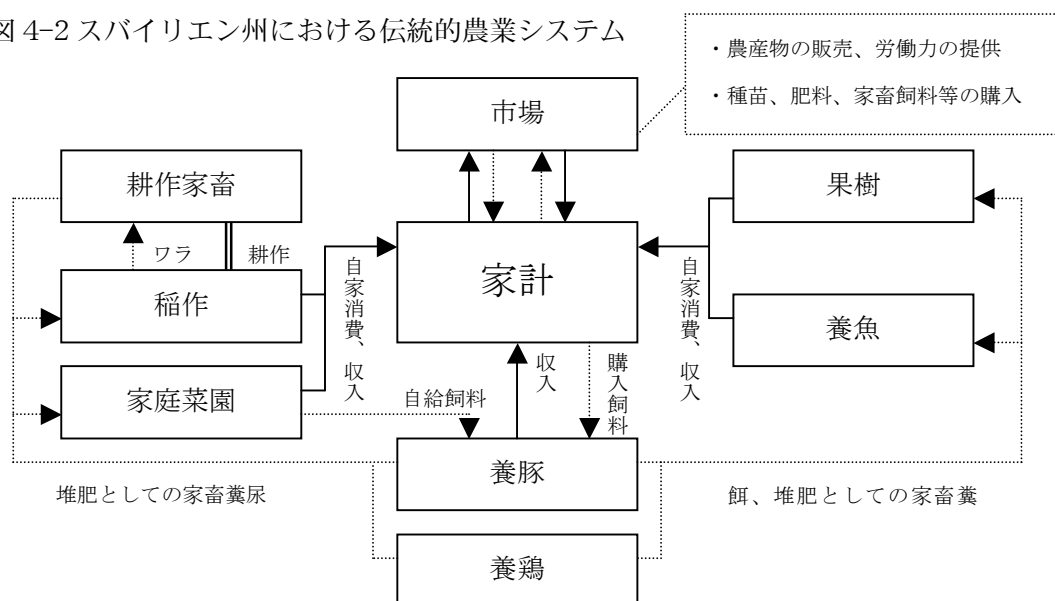 図 4-2 スバイリエン州における伝統的農業システム
・農産物の販売、労働力の提供
・種苗、肥料、家畜飼料等の購入
市場
耕作家畜
果樹
ワラ
耕作
家計
稲作
自家消費、収入
自家消費、収入
養魚
収入
購入飼料
家庭菜園
自給飼料
養豚
堆肥としての家畜糞尿
餌、堆肥としての家畜糞
養鶏